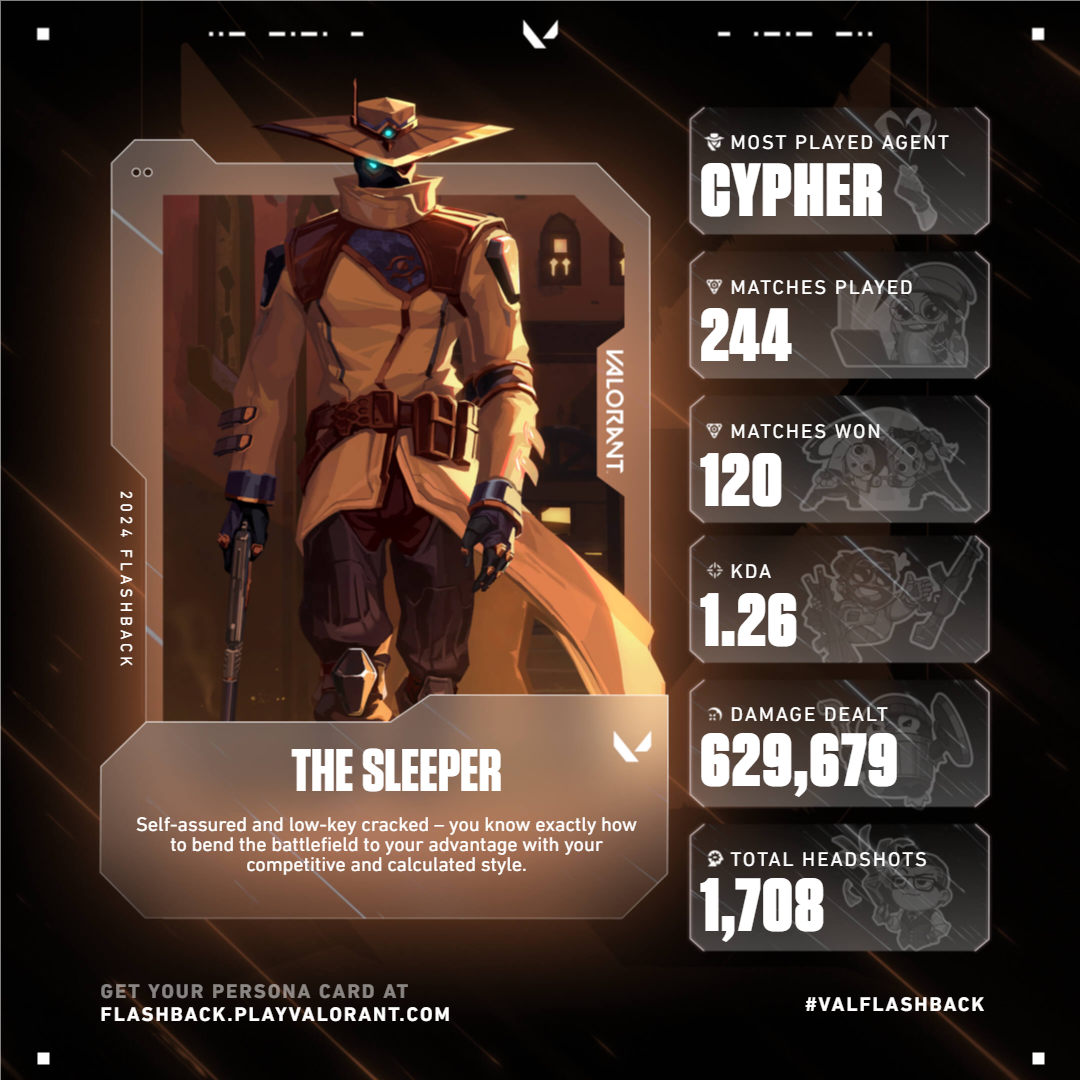 MOST PLAYED AGENT
CYPHER
MATCHES PLAYED
244
MATCHES WON
120
KDA
1.26
DAMAGE DEALT
629,679
TOTAL HEADSHOTS
1,708
VALORANT
2024 FLASHBACK
THE SLEEPER
Self-assured and low-key cracked – you know exactly how
to bend the battlefield to your advantage with your
competitive and calculated style.
GET YOUR PERSONA CARD AT
FLASHBACK.PLAYVALORANT.COM
#VALFLASHBACK